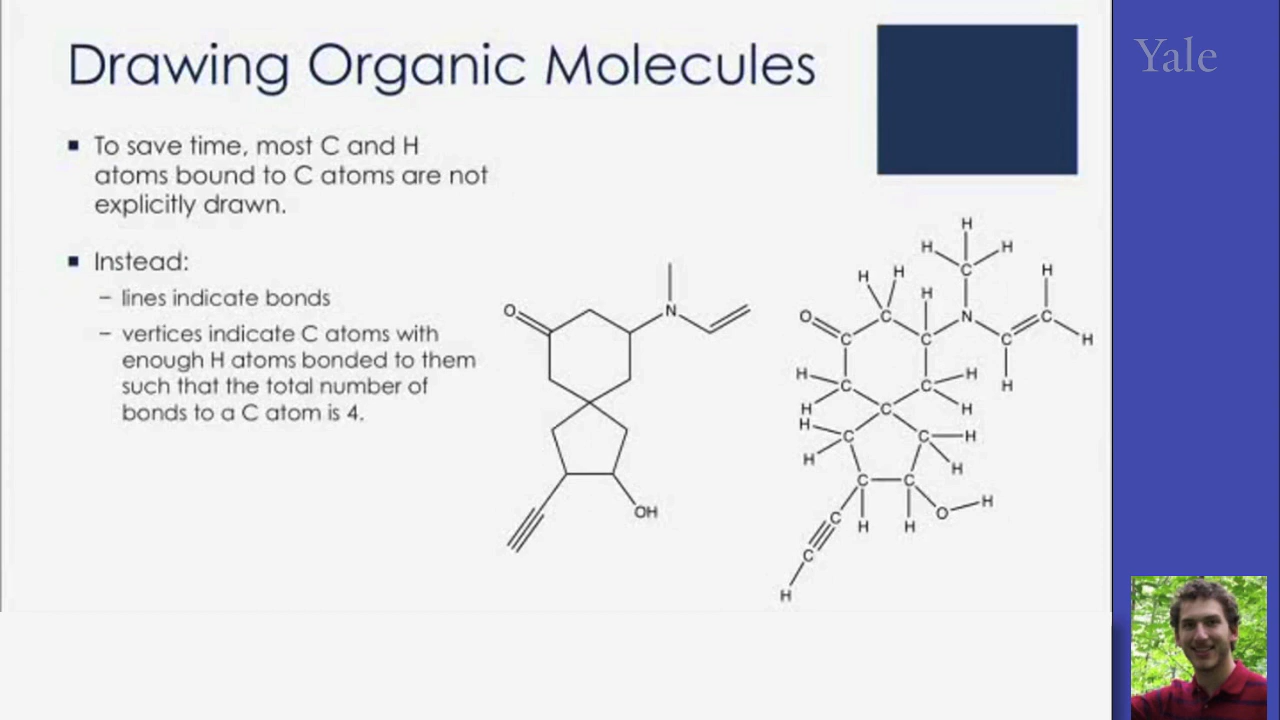 Drawing Organic Molecules
Yale
▪ To save time, most C and H
atoms bound to C atoms are not
explicitly drawn.
▪ Instead:
– lines indicate bonds
– vertices indicate C atoms with
enough H atoms bonded to them
such that the total number of
bonds to a C atom is 4.
O
N
OH
H
H H
C
H H H
H
O C N C
C C C H
H H
H C C H
H C H
H C C H
H H
C C
C O H
H H
C
H